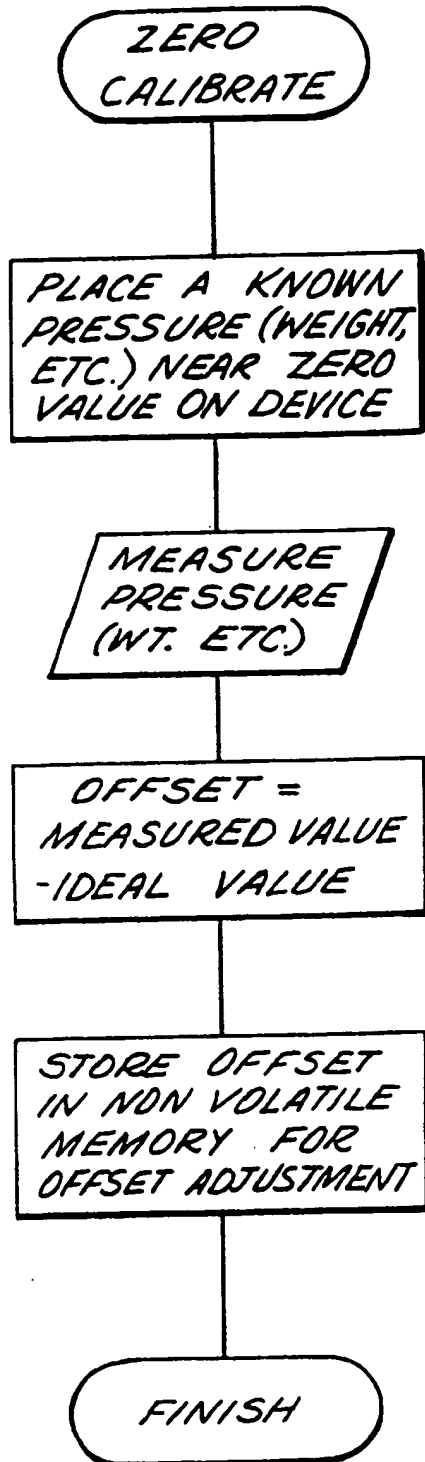 ZERO
CALIBRATE
PLACE A KNOWN
PRESSURE (WEIGHT,
ETC.) NEAR ZERO
VALUE ON DEVICE
MEASURE
PRESSURE
(WT. ETC.)
OFFSET =
MEASURED VALUE
-IDEAL VALUE
STORE OFFSET
IN NON VOLATILE
MEMORY FOR
OFFSET ADJUSTMENT
FINISH